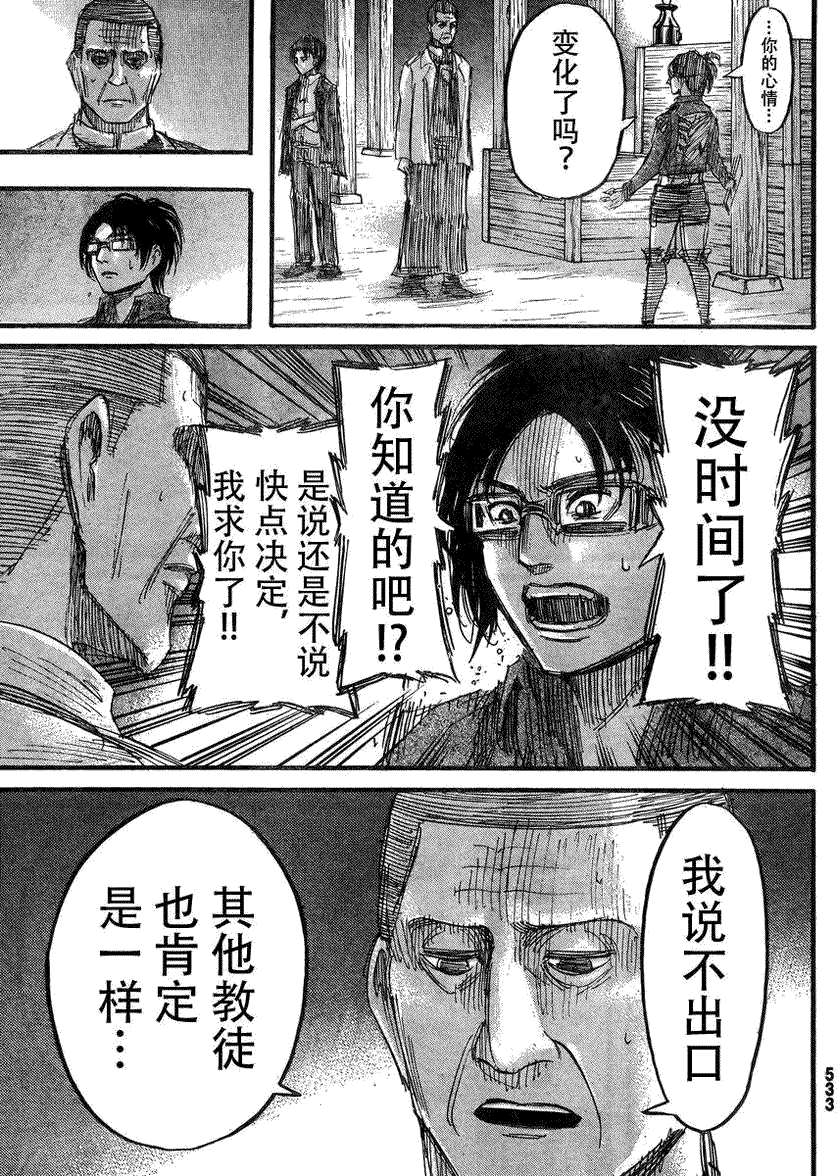 …你的心情…
变化了吗?
没时间了!!
你知道的吧!?
是说还是不说
快点决定,
我求你了!!
我说不出口
其他教徒
也肯定
是一样…
533